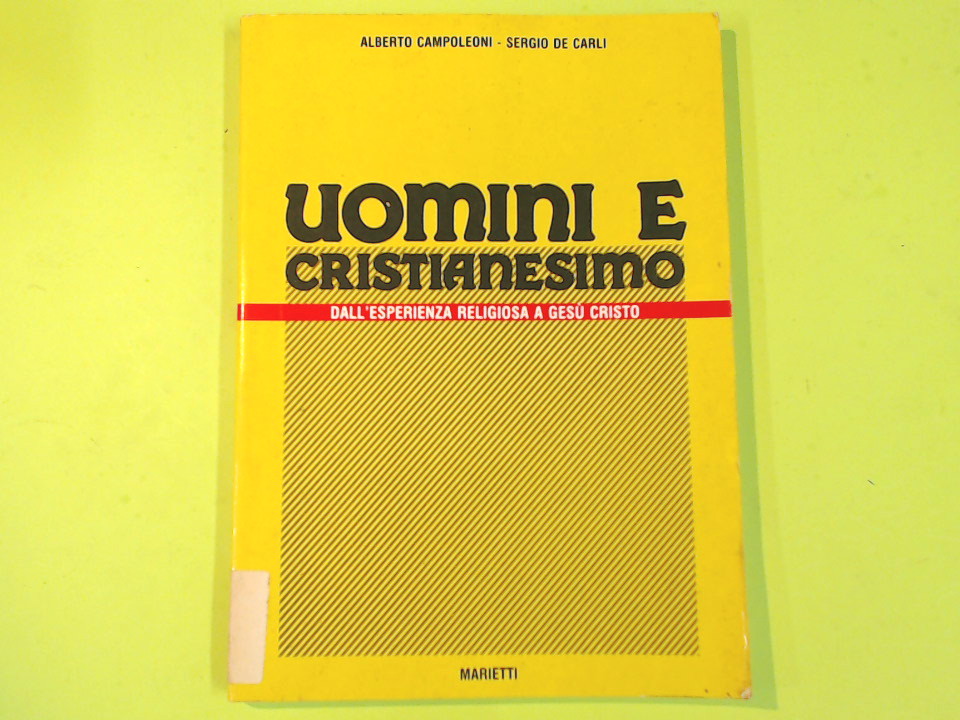 ALBERTO CAMPOLEONI - SERGIO DE CARLI
UOMINI E
CRISTIANESIMO
DALL'ESPERIENZA RELIGIOSA A GESÙ CRISTO
MARIETTI